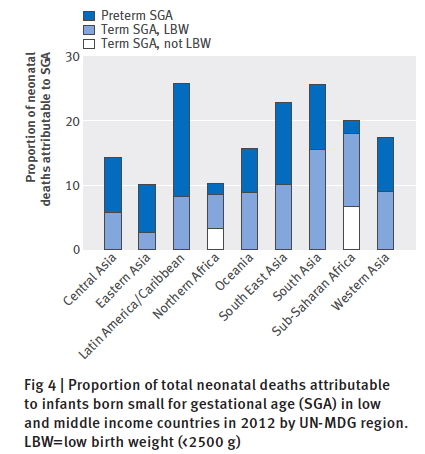 Preterm SGA
Term SGA, LBW
Term SGA, not LBW
Proportion of neonatal
deaths attributable to SGA
30
20
10
0
Central Asia
Eastern Asia
Latin America/Caribbean
Northern Africa
Oceania
South East Asia
South Asia
Sub-Saharan Africa
Western Asia
Fig 4 | Proportion of total neonatal deaths attributable
to infants born small for gestational age (SGA) in low
and middle income countries in 2012 by UN-MDG region.
LBW=low birth weight (<2500 g)